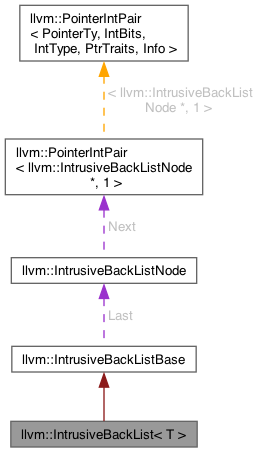 llvm::PointerIntPair
< PointerTy, IntBits,
IntType, PtrTraits, Info >
< llvm::IntrusiveBackList
Node *, 1 >
llvm::PointerIntPair
< llvm::IntrusiveBackListNode
*, 1 >
Next
llvm::IntrusiveBackListNode
Last
llvm::IntrusiveBackListBase
llvm::IntrusiveBackList< T >